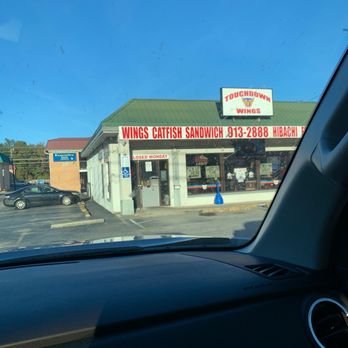 TOUCHDOWN
WINGS
WINGS CATFISH SANDWICH 913-2888 HIBACHI
CLOSED MONDAY